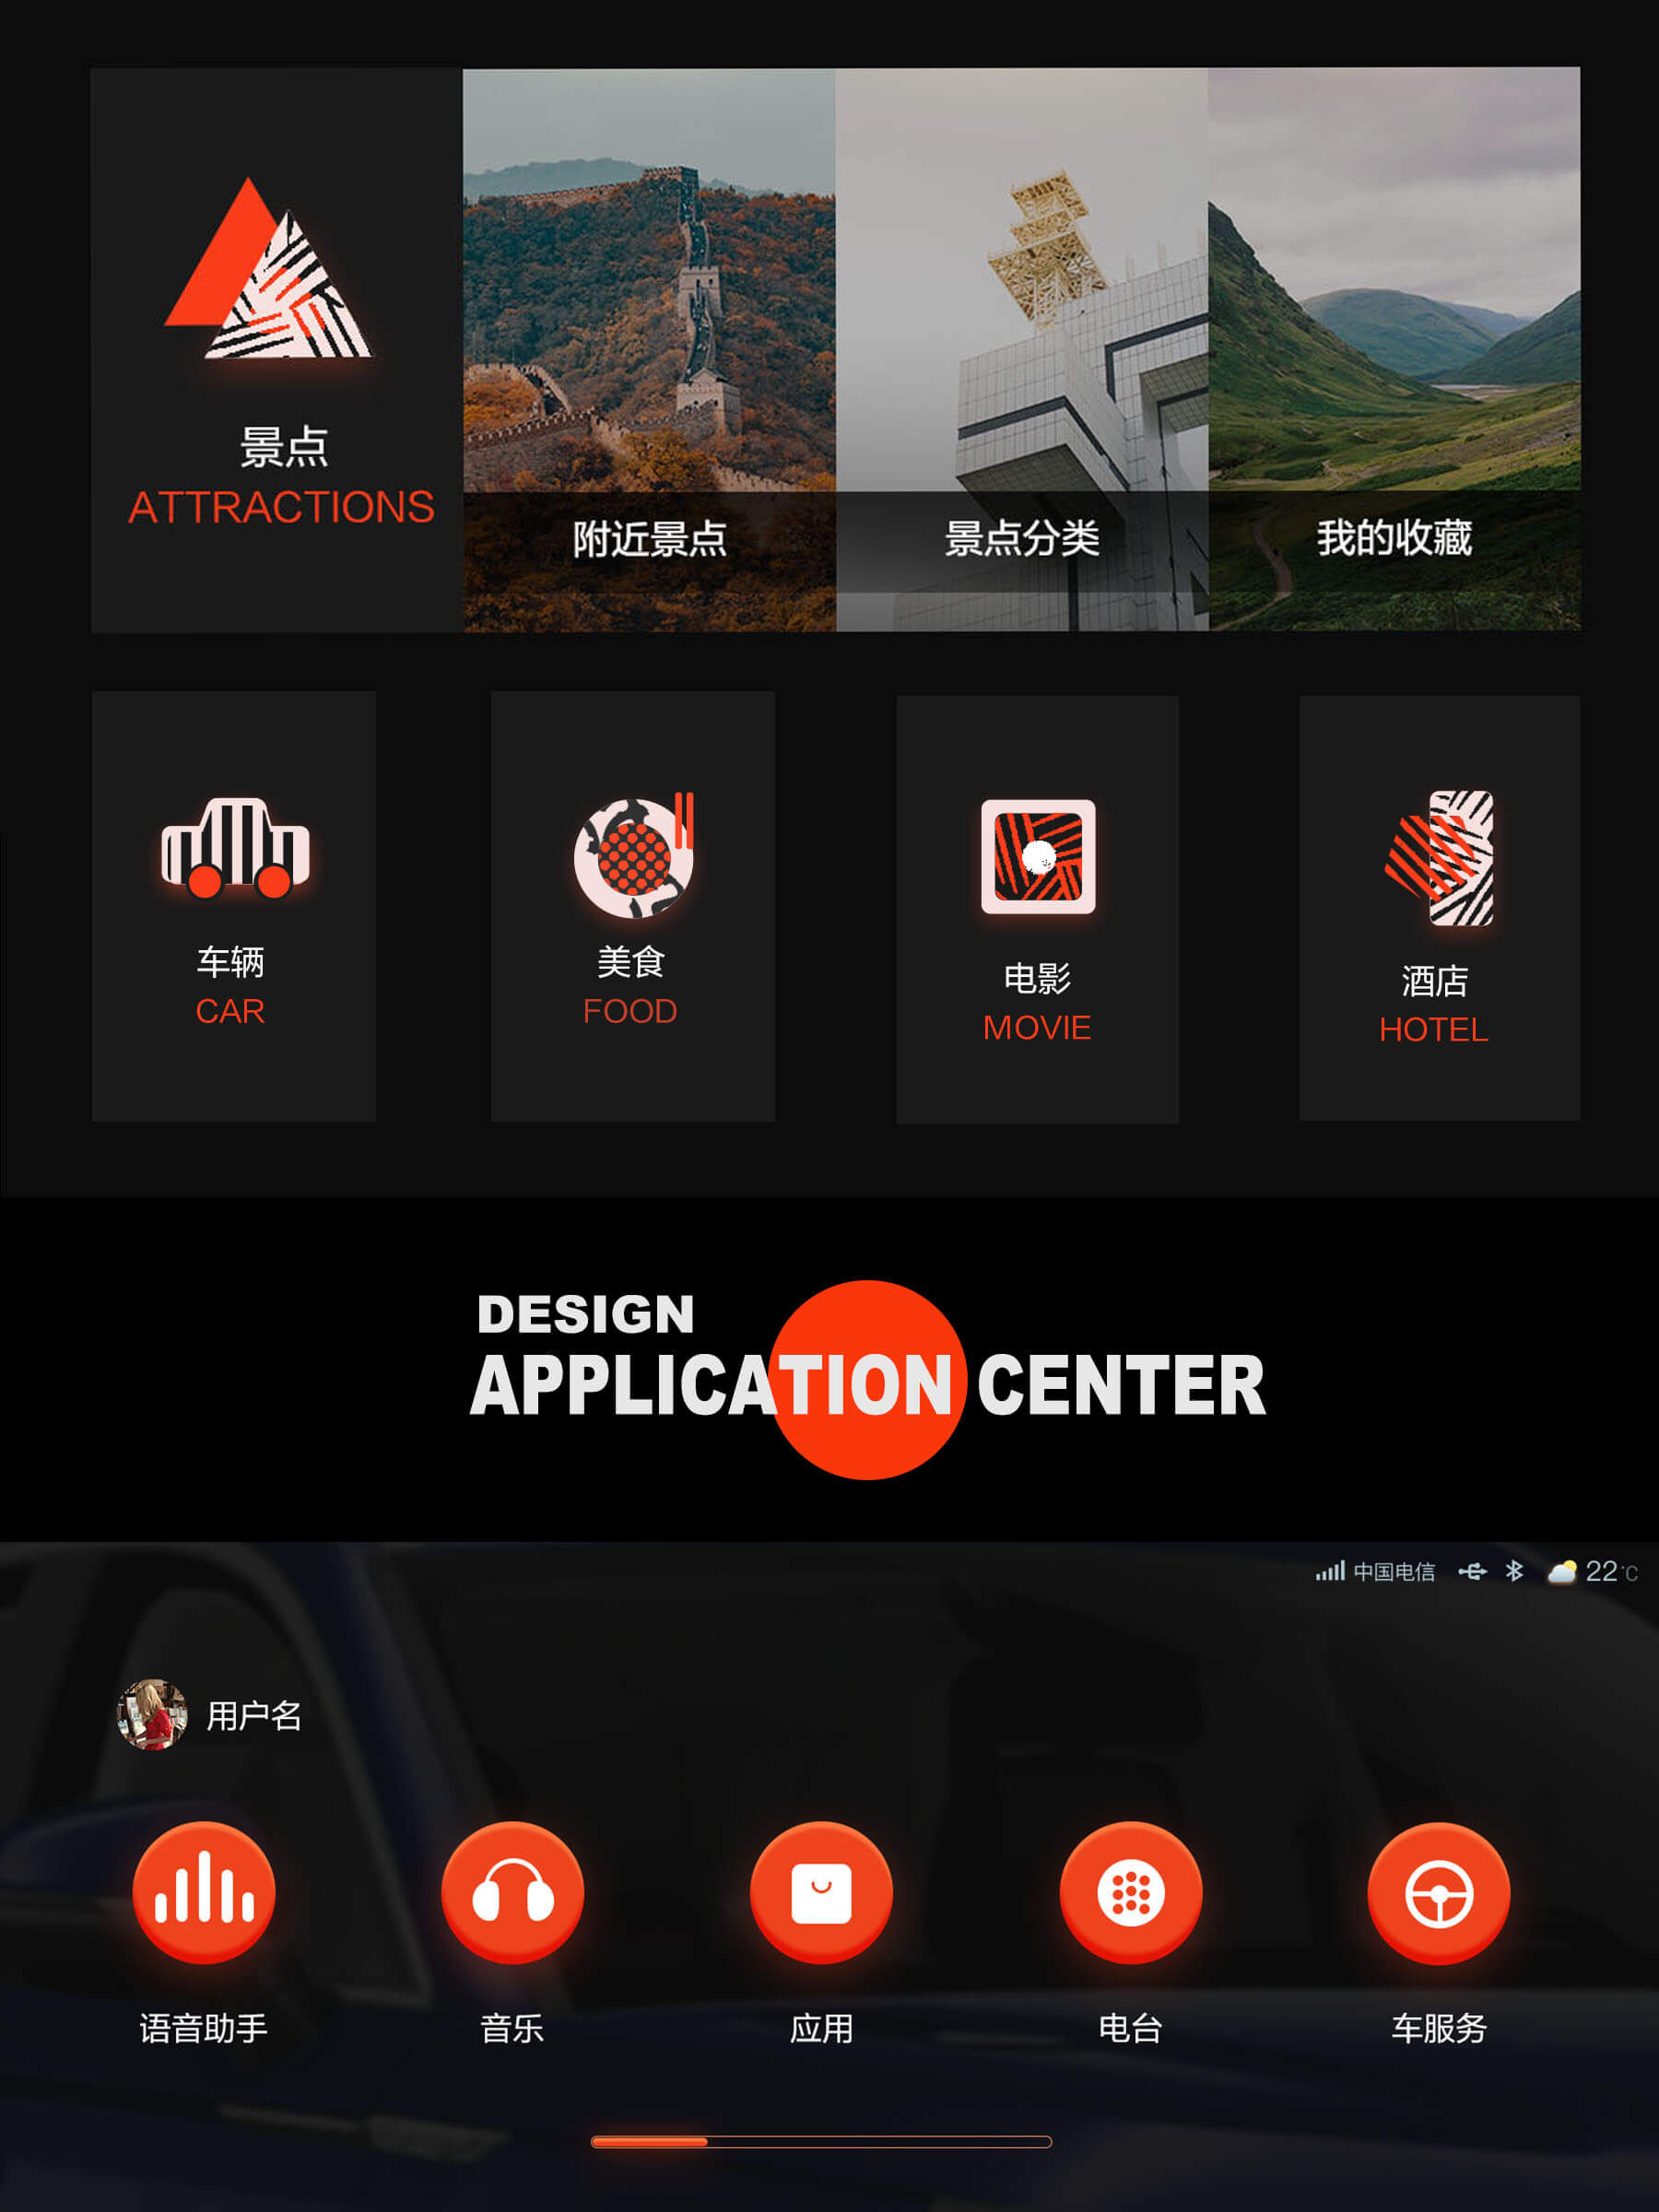 景点
ATTRACTIONS
附近景点
景点分类
我的收藏
车辆
CAR
美食
FOOD
电影
MOVIE
酒店
HOTEL
DESIGN
APPLICATION CENTER
中国电信 22°C
用户名
语音助手
音乐
应用
电台
车服务